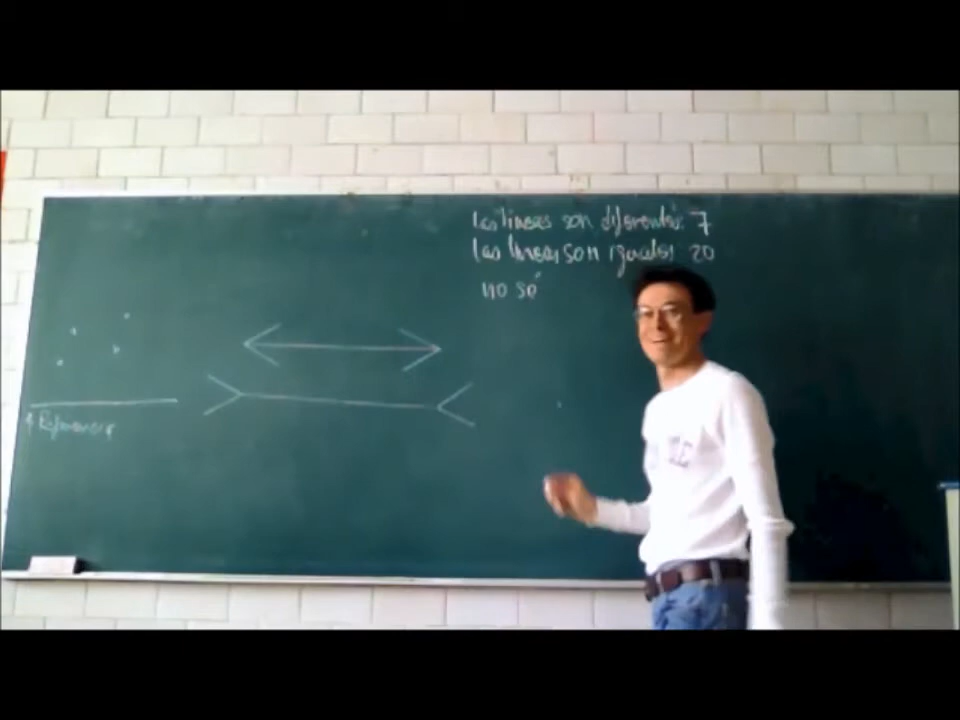 Las lineas son diferentes: 7
Las lineas son iguales 20
no sé